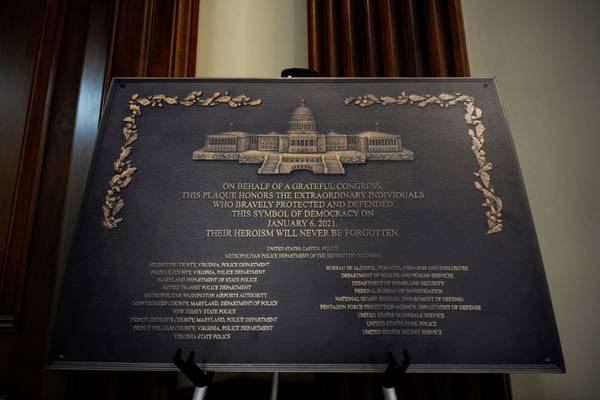 ON BEHALF OF A GRATEFUL CONGRESS,
THIS PLAQUE HONORS THE EXTRAORDINARY INDIVIDUALS
WHO BRAVELY PROTECTED AND DEFENDED
THIS SYMBOL OF DEMOCRACY ON
JANUARY 6, 2021.
THEIR HEROISM WILL NEVER BE FORGOTTEN.
UNITED STATES CAPITOL POLICE
METROPOLITAN POLICE DEPARTMENT OF THE DISTRICT OF COLUMBIA
ARLINGTON COUNTY, VIRGINIA, POLICE DEPARTMENT
FAIRFAX COUNTY, VIRGINIA, POLICE DEPARTMENT
MARYLAND DEPARTMENT OF STATE POLICE
METRO TRANSIT POLICE DEPARTMENT
METROPOLITAN WASHINGTON AIRPORTS AUTHORITY
MONTGOMERY COUNTY, MARYLAND, DEPARTMENT OF POLICE
NEW JERSEY STATE POLICE
PRINCE GEORGE'S COUNTY, MARYLAND, POLICE DEPARTMENT
PRINCE WILLIAM COUNTY, VIRGINIA, POLICE DEPARTMENT
VIRGINIA STATE POLICE
BUREAU OF ALCOHOL, TOBACCO, FIREARMS AND EXPLOSIVES
DEPARTMENT OF HEALTH AND HUMAN SERVICES
DEPARTMENT OF HOMELAND SECURITY
FEDERAL BUREAU OF INVESTIGATION
NATIONAL GUARD BUREAU, DEPARTMENT OF DEFENSE
PENTAGON FORCE PROTECTION AGENCY, DEPARTMENT OF DEFENSE
UNITED STATES MARSHALS SERVICE
UNITED STATES PARK POLICE
UNITED STATES SECRET SERVICE